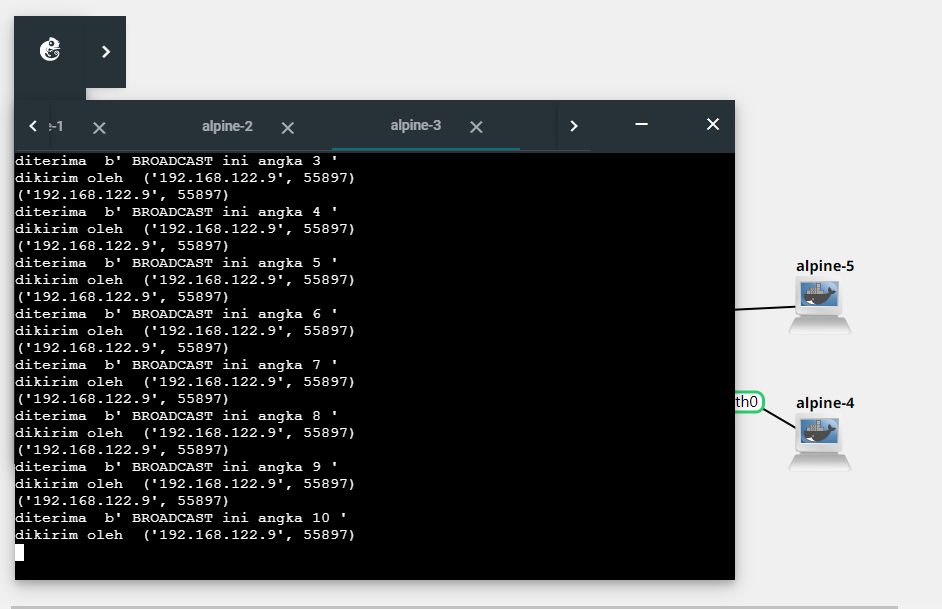 -1
alpine-2
alpine-3
diterima  b' BROADCAST ini angka 3 '
dikirim oleh  ('192.168.122.9', 55897)
('192.168.122.9', 55897)
diterima  b' BROADCAST ini angka 4 '
dikirim oleh  ('192.168.122.9', 55897)
('192.168.122.9', 55897)
diterima  b' BROADCAST ini angka 5 '
dikirim oleh  ('192.168.122.9', 55897)
('192.168.122.9', 55897)
diterima  b' BROADCAST ini angka 6 '
dikirim oleh  ('192.168.122.9', 55897)
('192.168.122.9', 55897)
diterima  b' BROADCAST ini angka 7 '
dikirim oleh  ('192.168.122.9', 55897)
('192.168.122.9', 55897)
diterima  b' BROADCAST ini angka 8 '
dikirim oleh  ('192.168.122.9', 55897)
('192.168.122.9', 55897)
diterima  b' BROADCAST ini angka 9 '
dikirim oleh  ('192.168.122.9', 55897)
('192.168.122.9', 55897)
diterima  b' BROADCAST ini angka 10 '
dikirim oleh  ('192.168.122.9', 55897)
alpine-5
th0
alpine-4